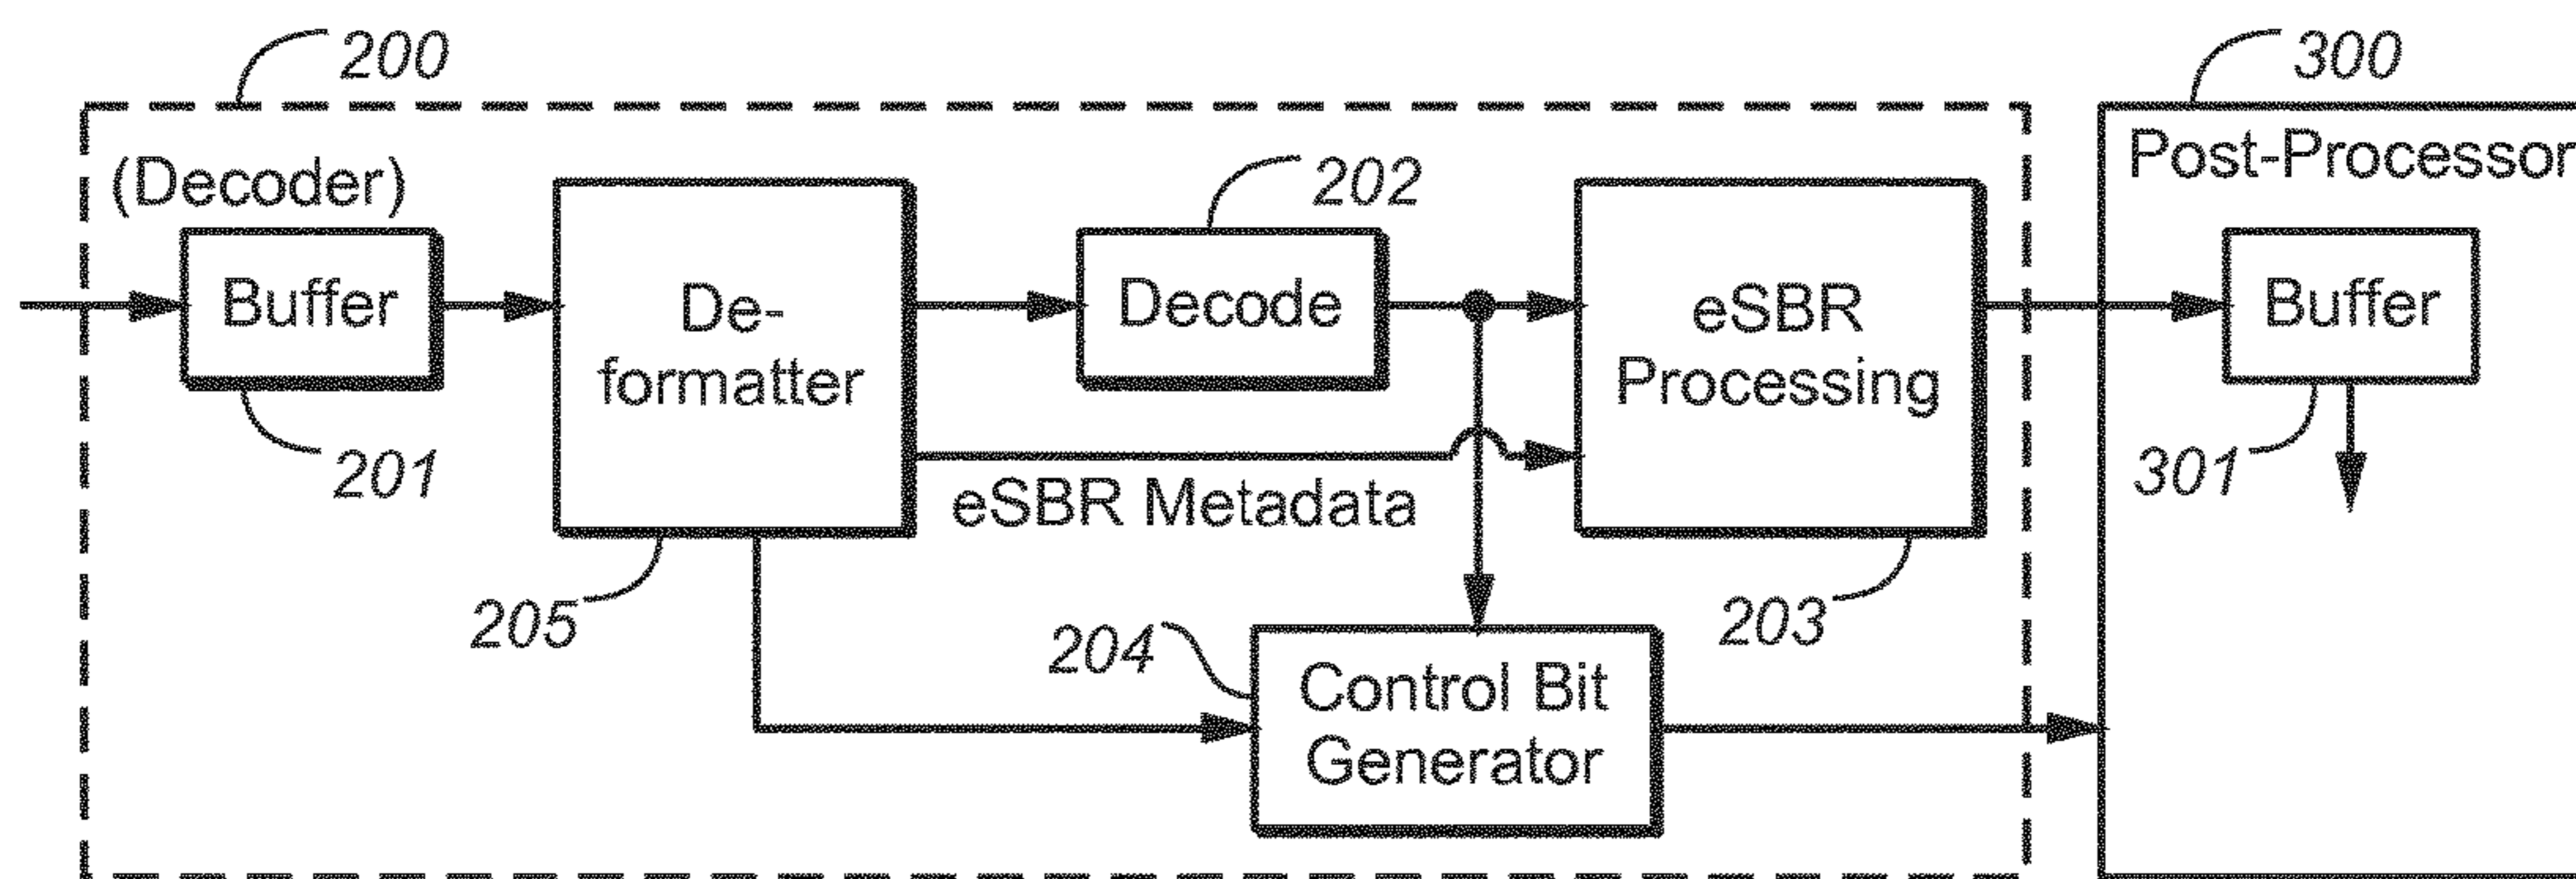 200
300
(Decoder)
Post-Processor
202
Buffer
De-
formatter
Decode
eSBR
Processing
Buffer
201
eSBR Metadata
301
205
204
203
Control Bit
Generator